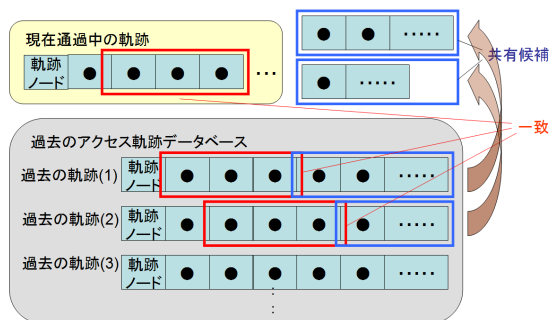 現在通過中の軌跡
軌跡
ノード
共有候補
一致
過去のアクセス軌跡データベース
過去の軌跡(1)
軌跡
ノード
過去の軌跡(2)
軌跡
ノード
過去の軌跡(3)
軌跡
ノード